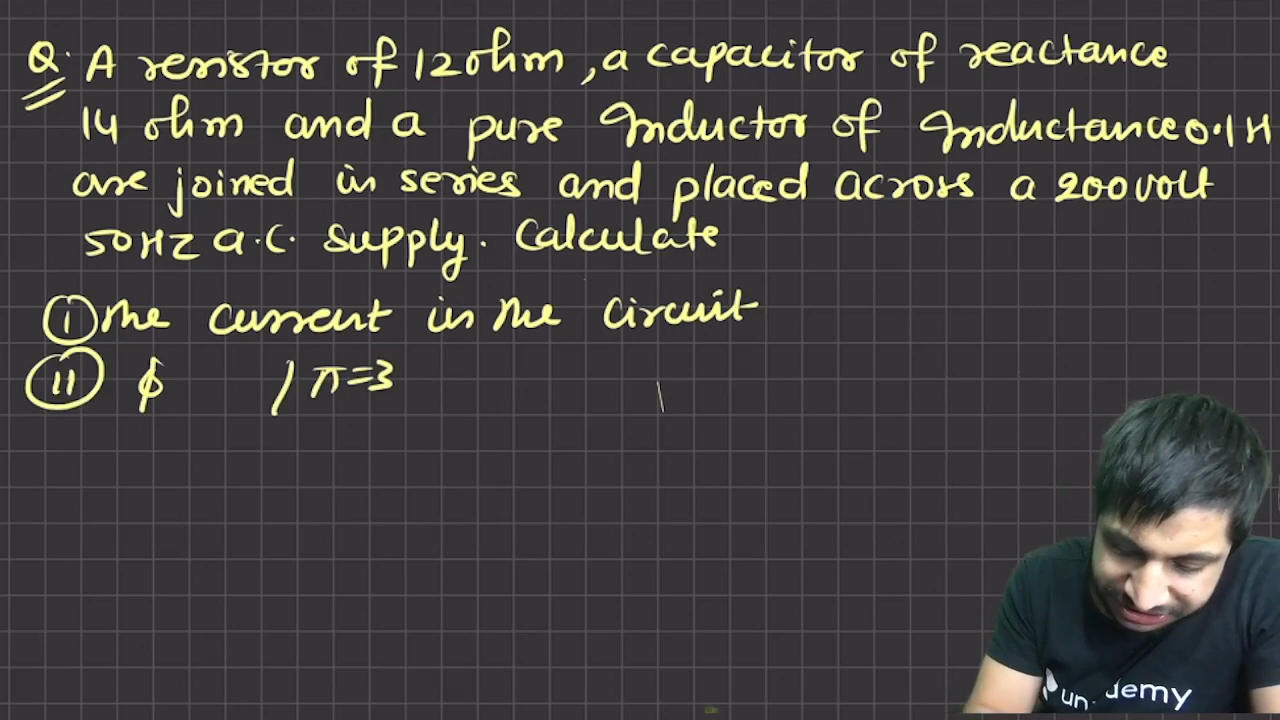 Q. A resistor of 12 ohm, a capacitor of reactance
14 ohm and a pure Inductor of Inductance 0.1 H
are joined in series and placed across a 200 volt
50 HZ a.c. supply. Calculate
(i) the current in the circuit
(ii) ϕ / π=3